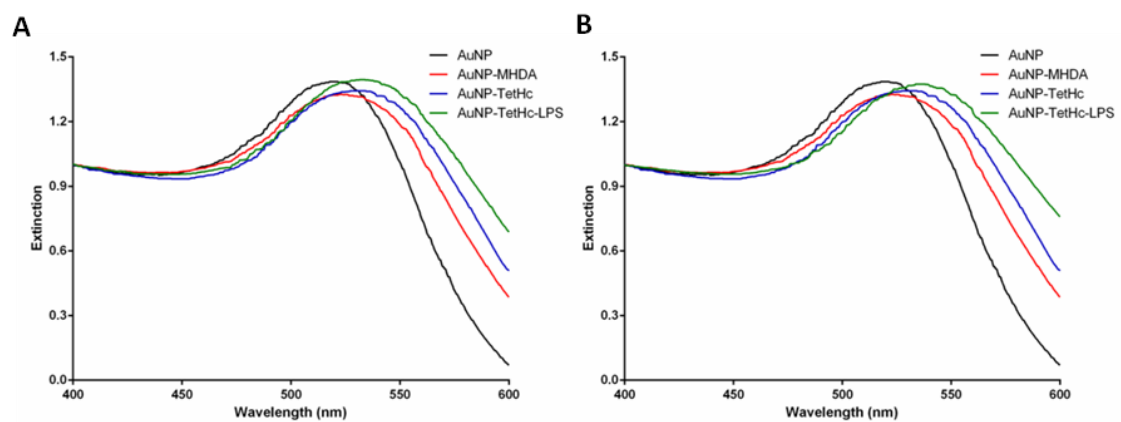 A
Extinction
1.5
1.2
0.9
0.6
0.3
0.0
400
450
500
550
600
Wavelength (nm)
AuNP
AuNP-MHDA
AuNP-TetHc
AuNP-TetHc-LPS
B
Extinction
1.5
1.2
0.9
0.6
0.3
0.0
400
450
500
550
600
Wavelength (nm)
AuNP
AuNP-MHDA
AuNP-TetHc
AuNP-TetHc-LPS